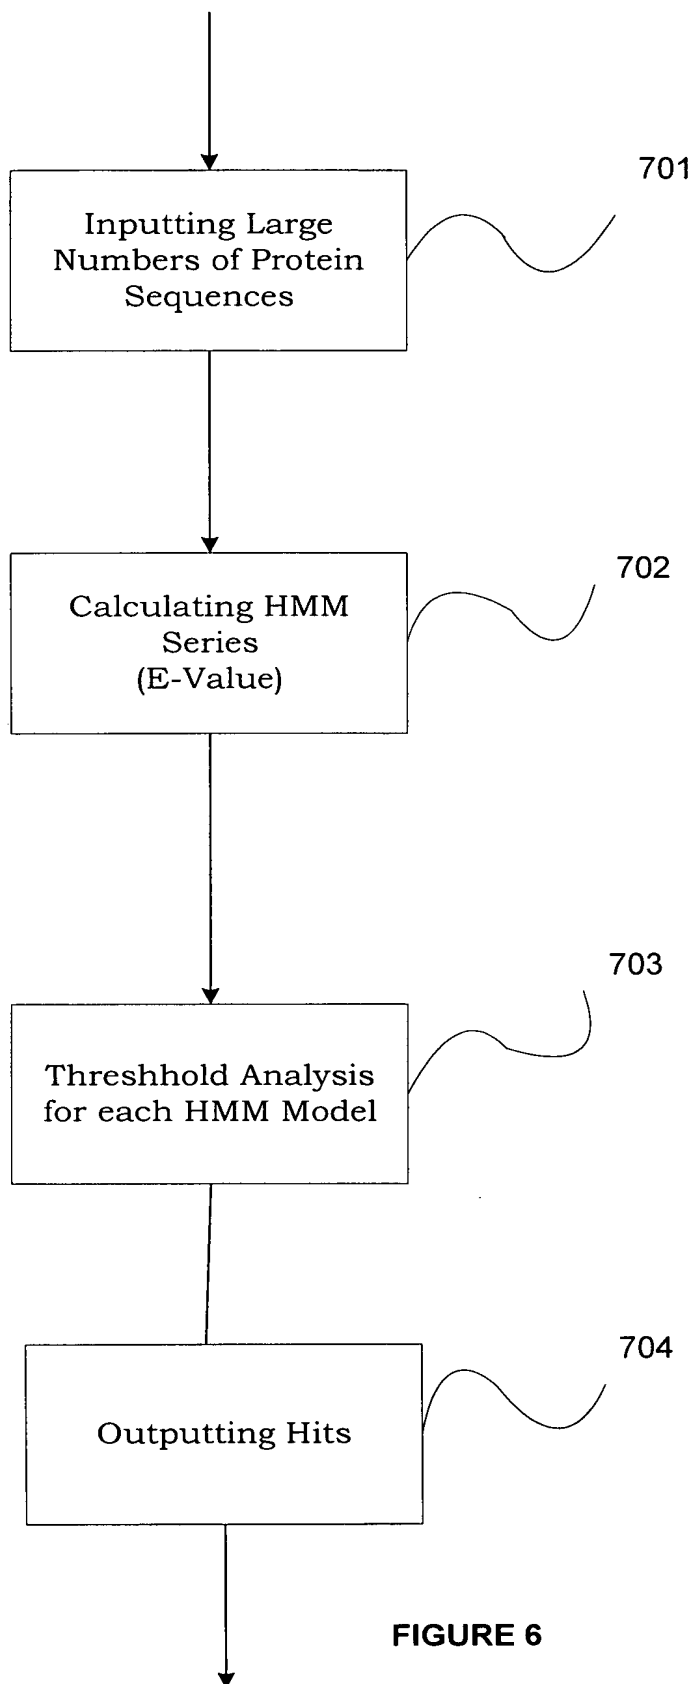 701
Inputting Large
Numbers of Protein
Sequences
702
Calculating HMM
Series
(E-Value)
703
Threshhold Analysis
for each HMM Model
704
Outputting Hits
FIGURE 6